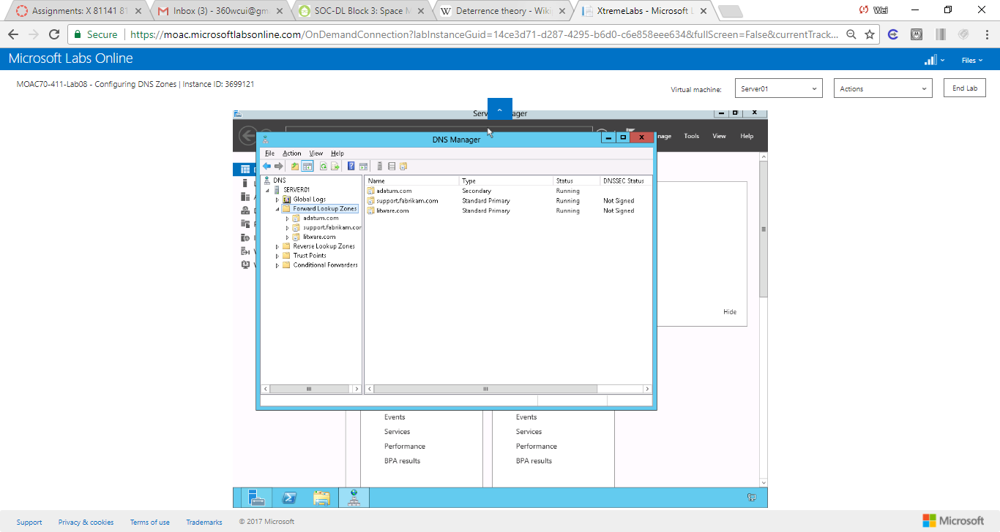 Assignments: X 81141 81
Inbox (3) - 360wcui@gm
SOC-DL Block 3: Space M
Deterrence theory - Wiki
XtremeLabs - Microsoft L
Wei
Secure
https://moac.microsoftlabsonline.com/OnDemandConnection?labInstanceGuid=14ce3d71-d287-4295-b6d0-c6e858eee634&fullScreen=False&currentTrack...
Microsoft Labs Online
Files
MOAC70-411-Lab08 - Configuring DNS Zones | Instance ID: 3699121
Virtual machine:
Server01
Actions
End Lab
Serv
ager
nage
Tools
View
Help
DNS Manager
File
Action
View
Help
DNS
SERVER01
Global Logs
Forward Lookup Zones
adatum.com
support.fabrikam.cor
litware.com
Reverse Lookup Zones
Trust Points
Conditional Forwarders
Name Type Status DNSSEC Status
adatum.com Secondary Running
support.fabrikam.com Standard Primary Running Not Signed
litware.com Standard Primary Running Not Signed
Hide
Events
Services
Performance
BPA results
Events
Services
Performance
BPA results
Support
Privacy & cookies
Terms of use
Trademarks
© 2017 Microsoft
Microsoft